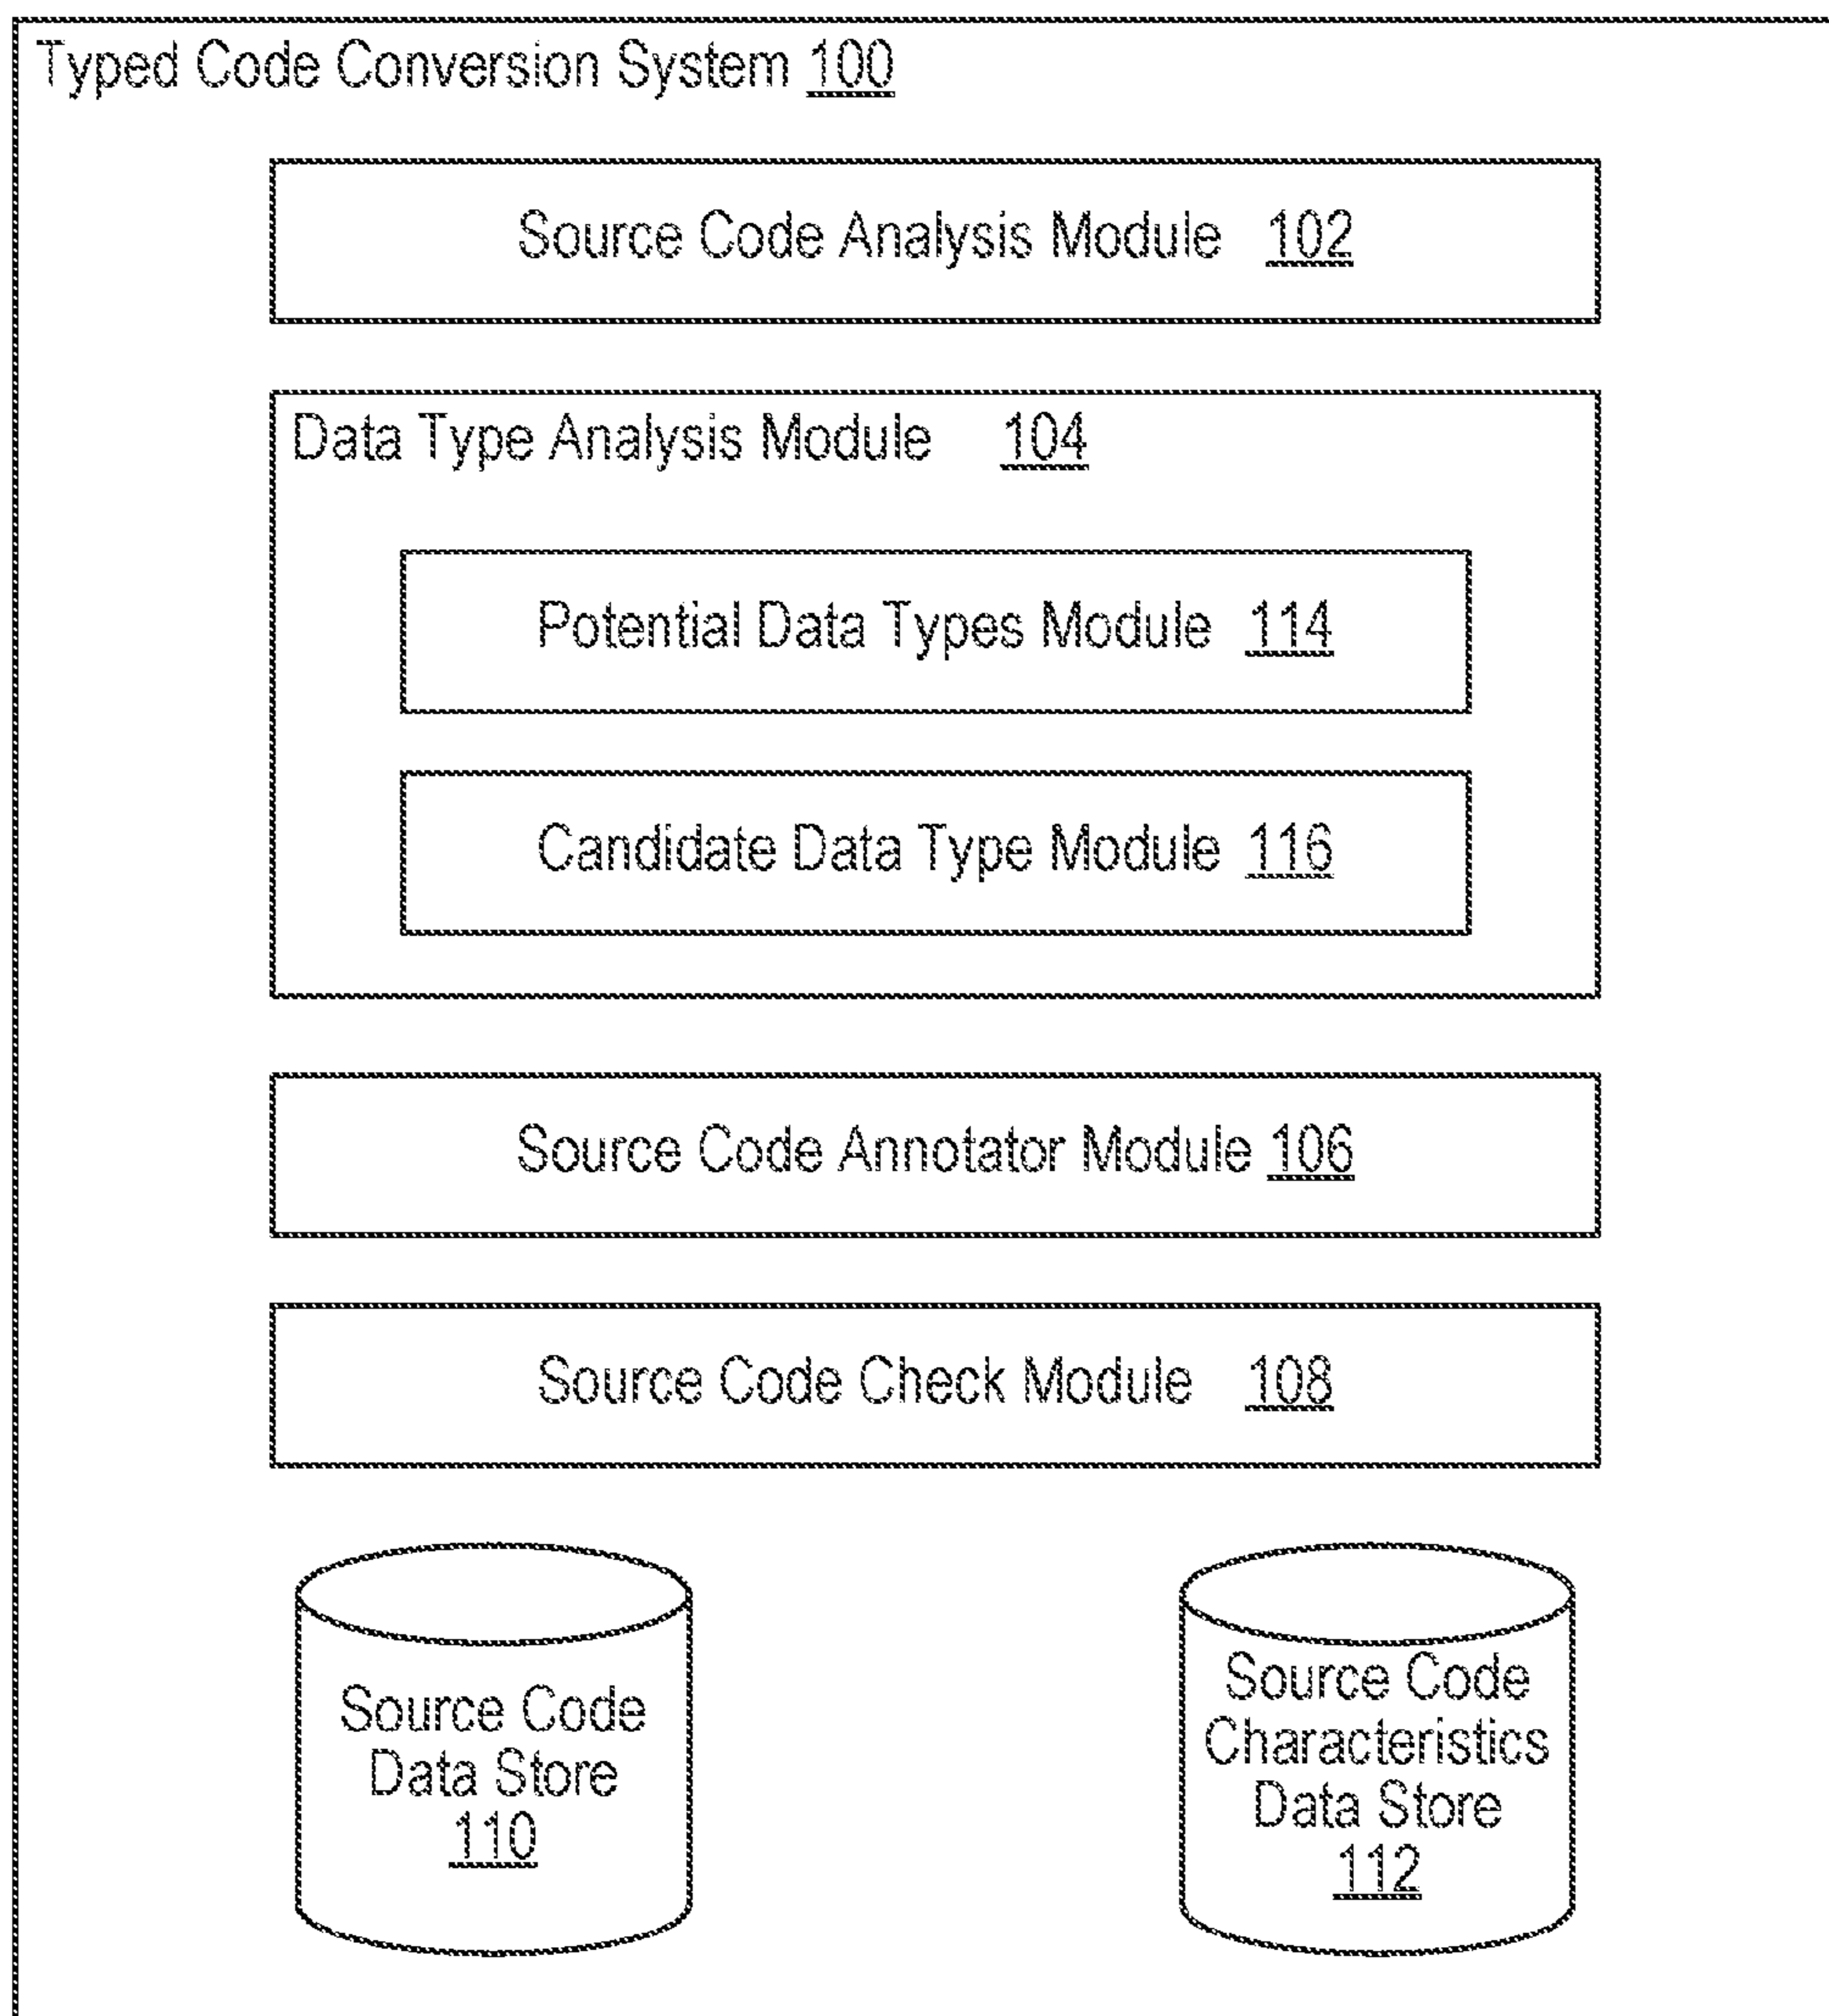 Typed Code Conversion System 100
Source Code Analysis Module 102
Data Type Analysis Module 104
Potential Data Types Module 114
Candidate Data Type Module 116
Source Code Annotator Module 106
Source Code Check Module 108
Source Code
Data Store
110
Source Code
Characteristics
Data Store
112